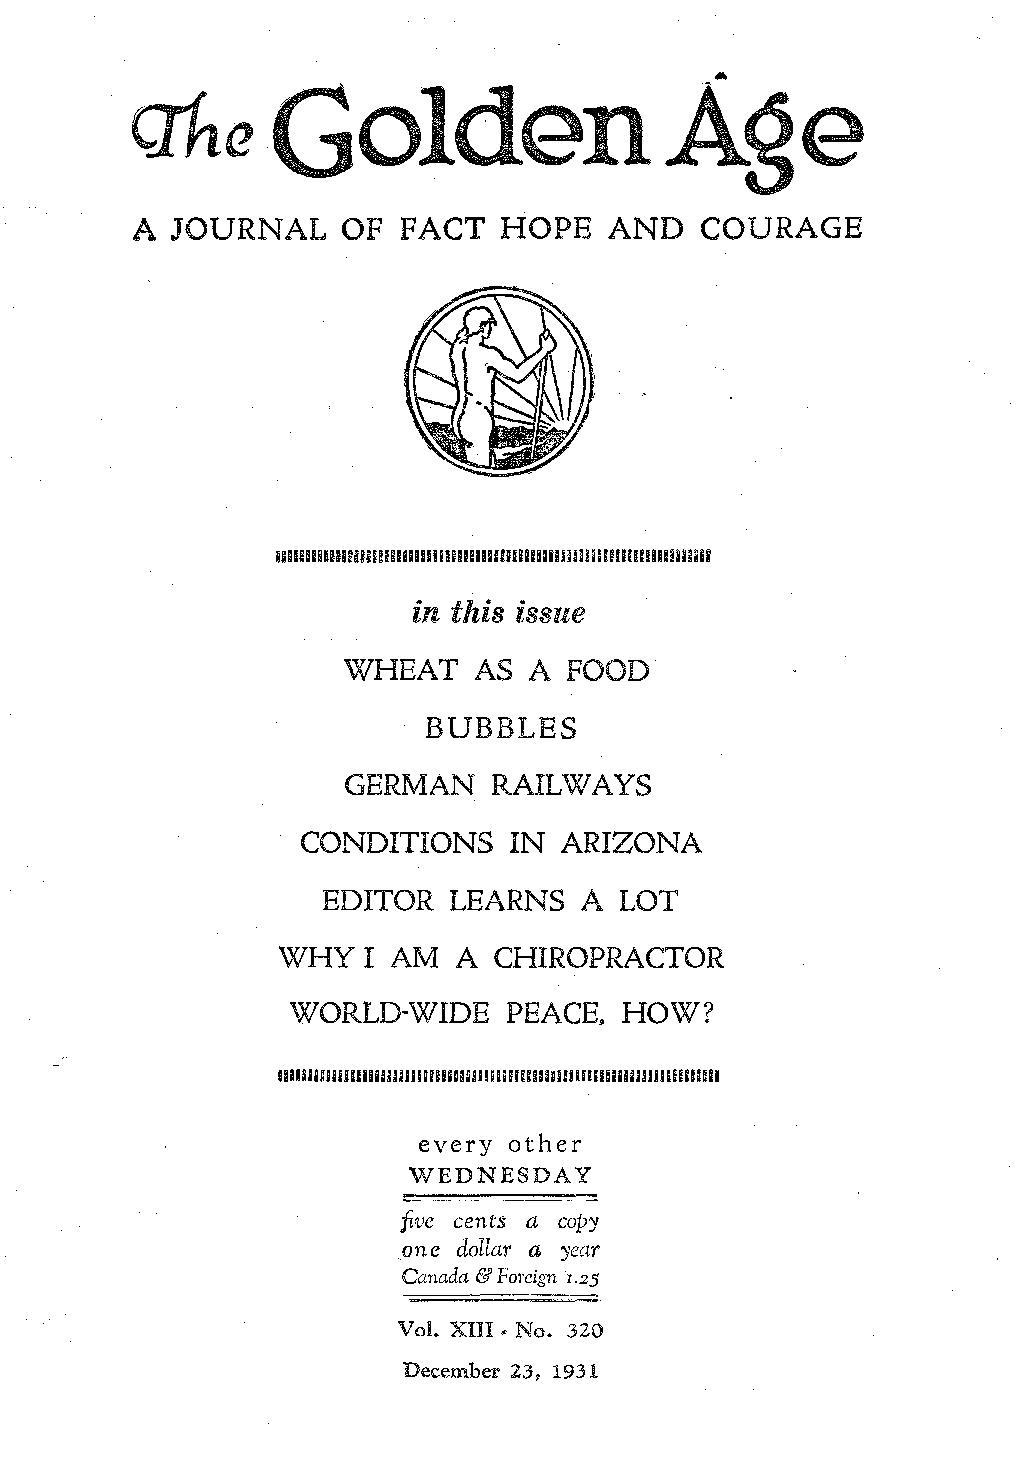 The Golden Age
A JOURNAL OF FACT HOPE AND COURAGE
in this issue
WHEAT AS A FOOD
BUBBLES
GERMAN RAILWAYS
CONDITIONS IN ARIZONA
EDITOR LEARNS A LOT
WHY I AM A CHIROPRACTOR
WORLD-WIDE PEACE, HOW?
every other
WEDNESDAY
five cents a copy
one dollar a year
Canada & Foreign 1.25
Vol. XIII - No. 320
December 23, 1931